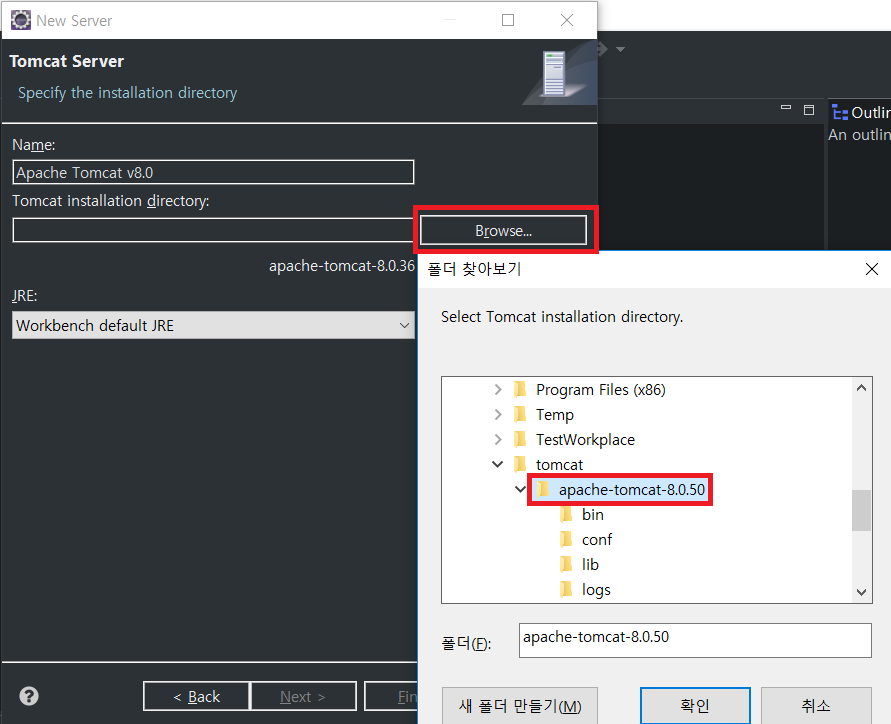 New Server
Tomcat Server
Specify the installation directory
Outlin
An outlin
Name:
Apache Tomcat v8.0
Tomcat installation directory:
Browse...
apache-tomcat-8.0.36
JRE:
Workbench default JRE
폴더 찾아보기
Select Tomcat installation directory.
Program Files (x86)
Temp
TestWorkplace
tomcat
apache-tomcat-8.0.50
bin
conf
lib
logs
폴더(F):
apache-tomcat-8.0.50
< Back
Next >
Fin
새 폴더 만들기(M)
확인
취소